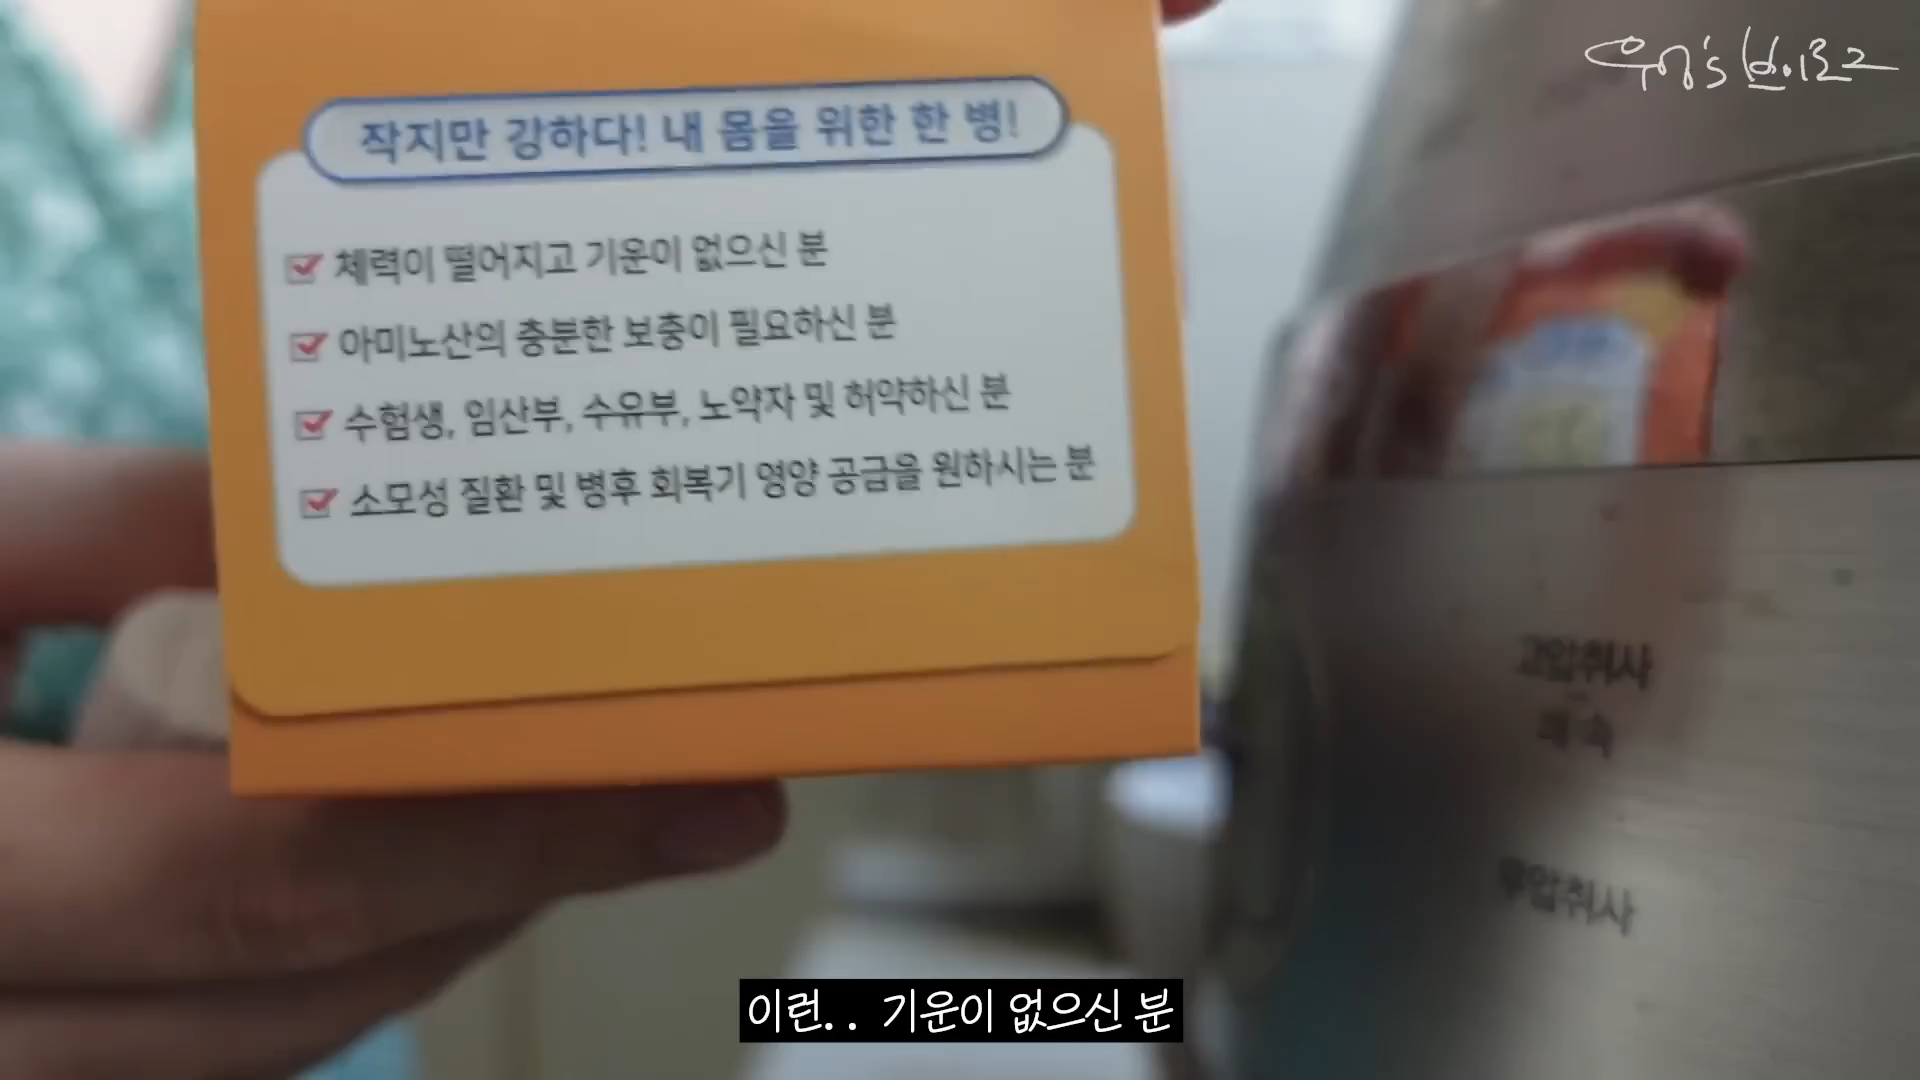 작지만 강하다! 내 몸을 위한 한 병!
체력이 떨어지고 기운이 없으신 분
아미노산의 충분한 보충이 필요하신 분
수험생, 임산부, 수유부, 노약자 및 허약하신 분
소모성 질환 및 병후 회복기 영양 공급을 원하시는 분
고압취사
쾌속
무압취사
이런.. 기운이 없으신 분